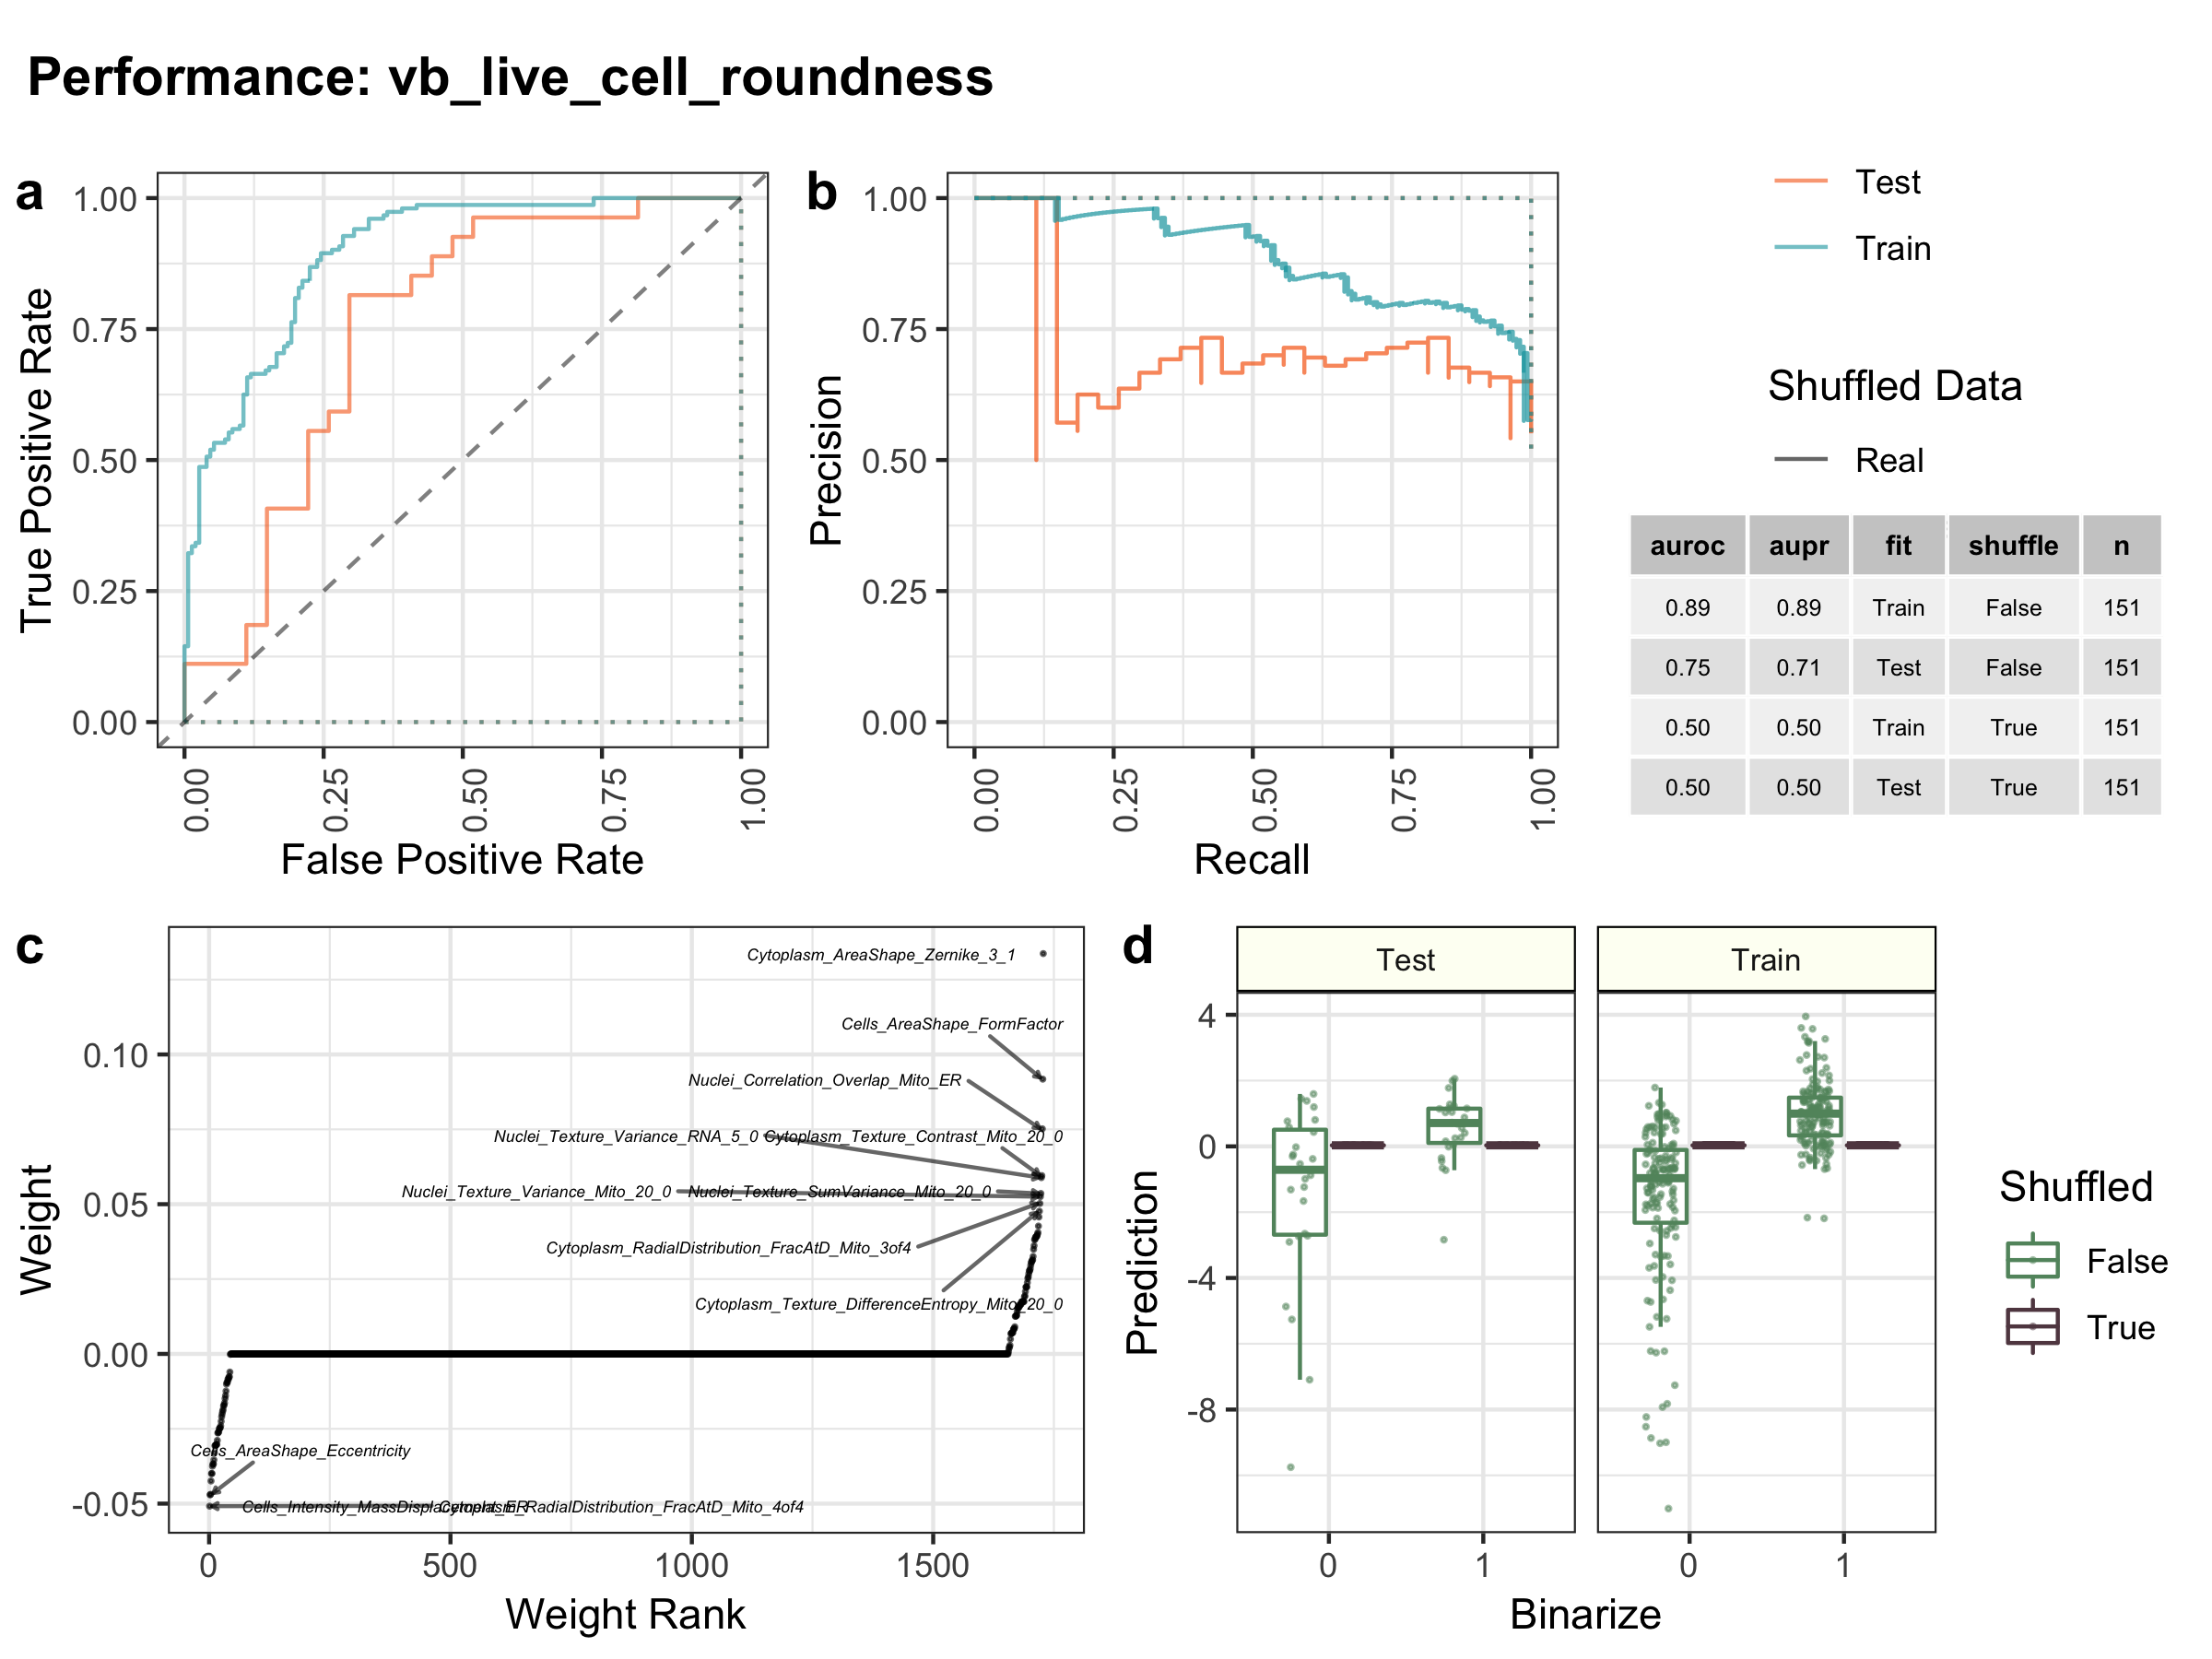 Performance: vb_live_cell_roundness
a
1.00
0.75
0.50
0.25
0.00
True Positive Rate
0.00
0.25
0.50
0.75
1.00
False Positive Rate
b
1.00
0.75
0.50
0.25
0.00
Precision
0.00
0.25
0.50
0.75
1.00
Recall
Test
Train
Shuffled Data
Real
auroc aupr fit shuffle n
0.89 0.89 Train False 151
0.75 0.71 Test False 151
0.50 0.50 Train True 151
0.50 0.50 Test True 151
c
0.10
0.05
0.00
-0.05
Weight
Cytoplasm_AreaShape_Zernike_3_1
Cells_AreaShape_FormFactor
Nuclei_Correlation_Overlap_Mito_ER
Nuclei_Texture_Variance_RNA_5_0
Cytoplasm_Texture_Contrast_Mito_20_0
Nuclei_Texture_Variance_Mito_20_0
Nuclei_Texture_SumVariance_Mito_20_0
Cytoplasm_RadialDistribution_FracAtD_Mito_3of4
Cytoplasm_Texture_DifferenceEntropy_Mito_20_0
Cells_AreaShape_Eccentricity
Cells_Intensity_MassDisplacement_ER
Cytoplasm_RadialDistribution_FracAtD_Mito_4of4
0
500
1000
1500
Weight Rank
d
Test
Train
4
0
-4
-8
Prediction
0
1
0
1
Binarize
Shuffled
False
True